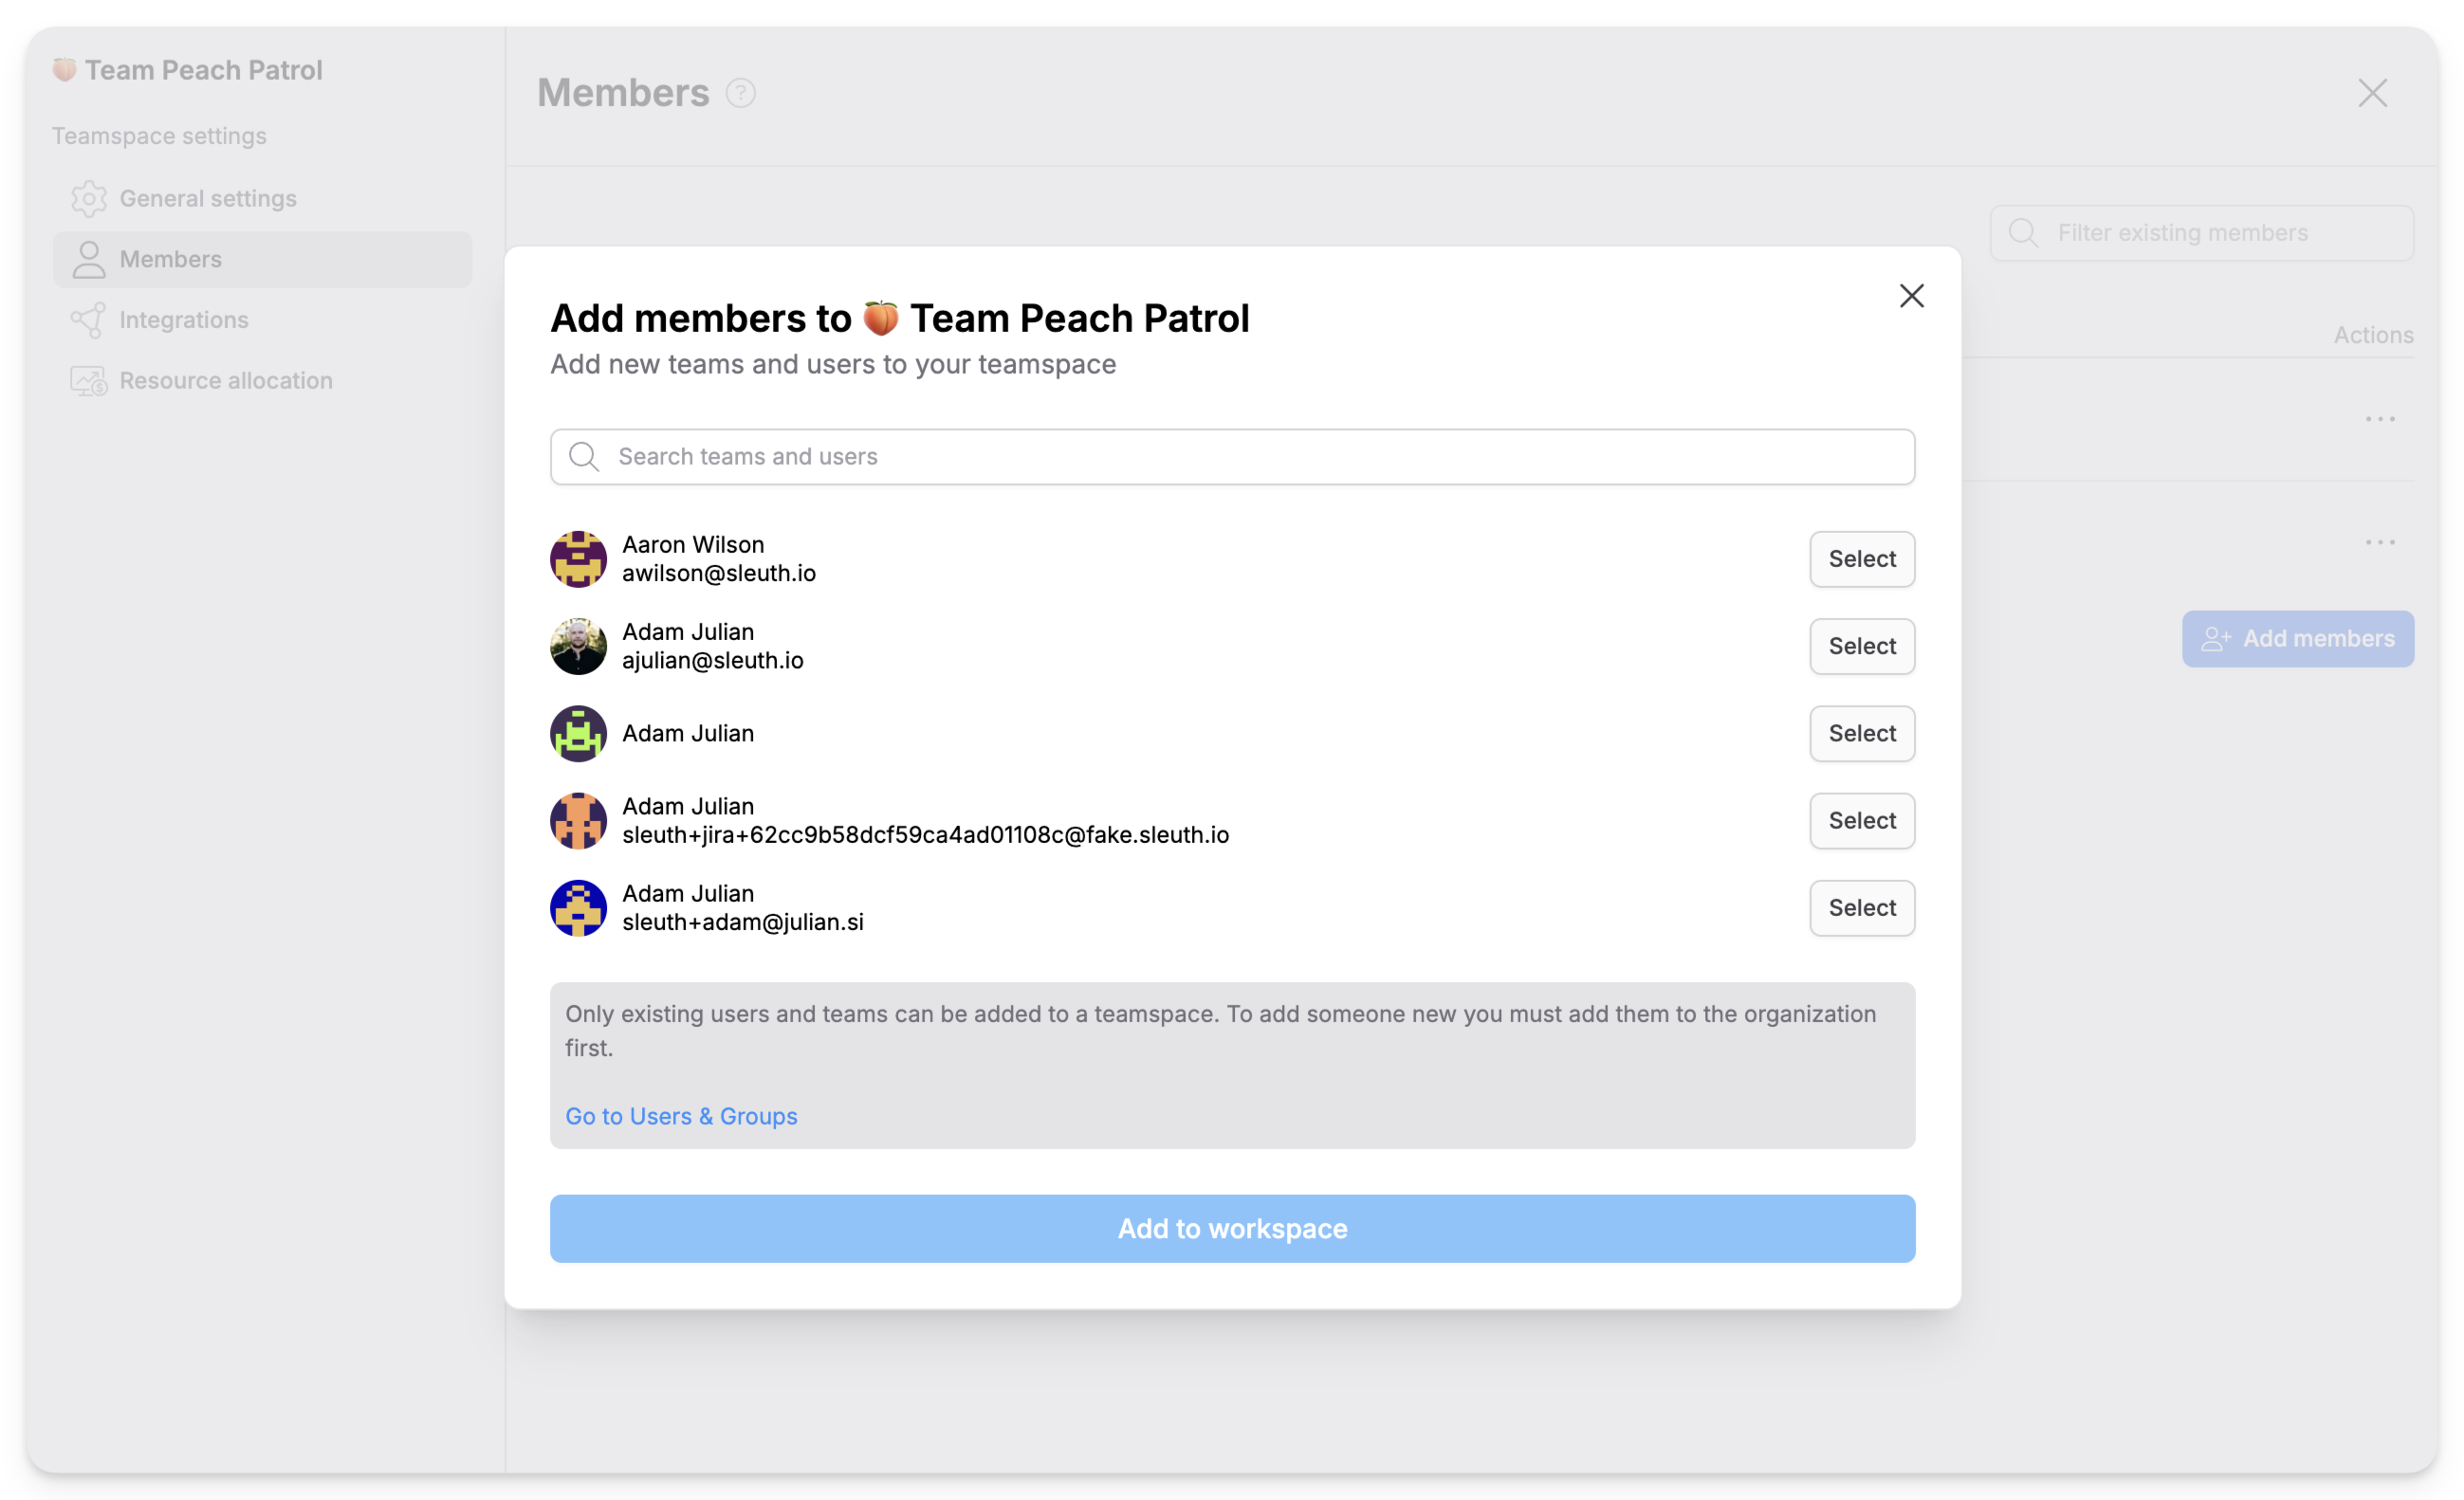 🍑 Team Peach Patrol
Teamspace settings
General settings
Members
Integrations
Resource allocation
Members ?
Filter existing members
Actions
Add members
Add members to 🍑 Team Peach Patrol
Add new teams and users to your teamspace
Search teams and users
Aaron Wilson
awilson@sleuth.io
Select
Adam Julian
ajulian@sleuth.io
Select
Adam Julian
Select
Adam Julian
sleuth+jira+62cc9b58dcf59ca4ad01108c@fake.sleuth.io
Select
Adam Julian
sleuth+adam@julian.si
Select
Only existing users and teams can be added to a teamspace. To add someone new you must add them to the organization
first.
Go to Users & Groups
Add to workspace